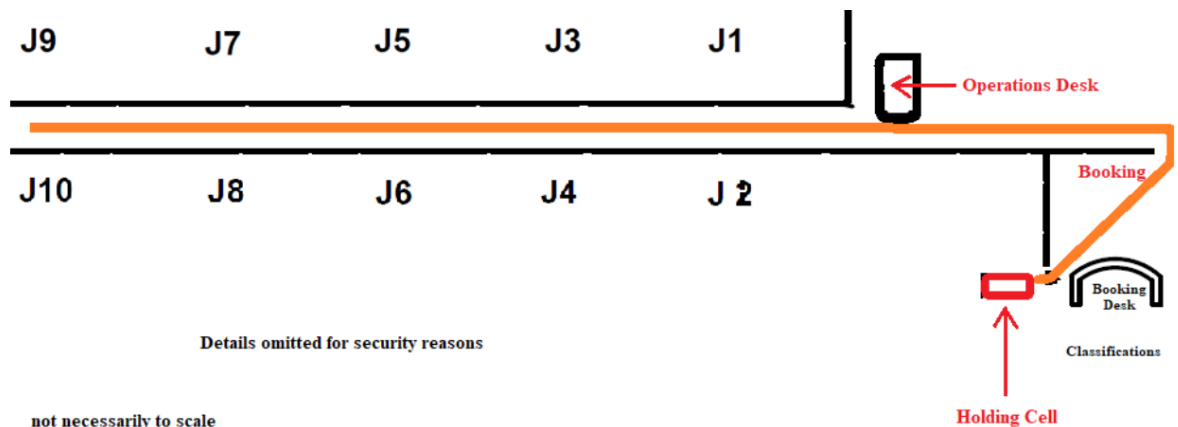 J9 J7 J5 J3 J1
Operations Desk
Booking
J10 J8 J6 J4 J 2
Booking
Desk
Details omitted for security reasons
Classifications
not necessarily to scale
Holding Cell